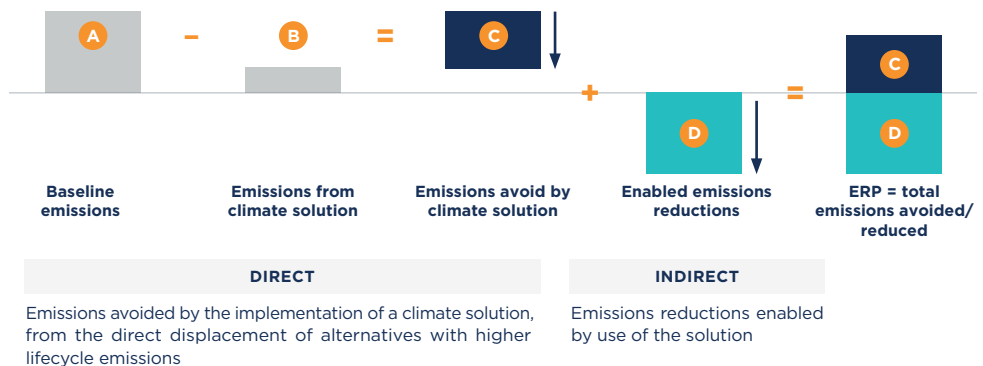 A – B = C
+ D = C
D
Baseline
emissions
Emissions from
climate solution
Emissions avoid by
climate solution
Enabled emissions
reductions
ERP = total
emissions avoided/
reduced
DIRECT
Emissions avoided by the implementation of a climate solution,
from the direct displacement of alternatives with higher
lifecycle emissions
INDIRECT
Emissions reductions enabled
by use of the solution